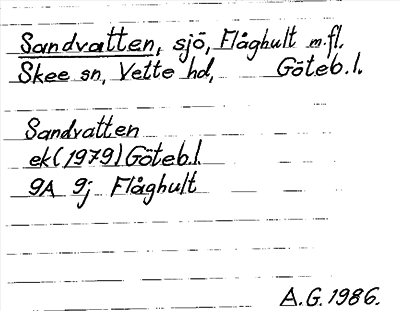 Sandvatten, sjö, Flåghult m.fl.
Skee sn, Vette hd, Göteb.l.
Sandvatten
ek(1979)Göteb.l.
9A 9j Flåghult
A.G.1986.